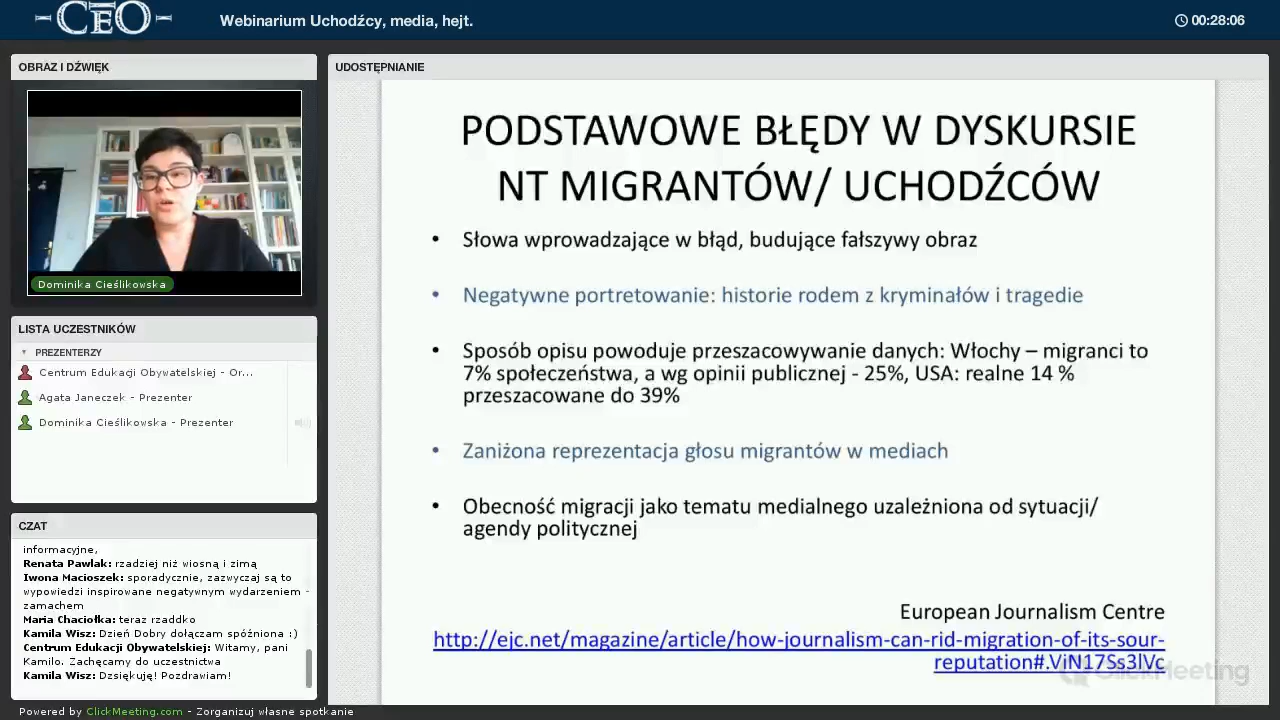 CEO
Webinarium Uchodźcy, media, hejt.
00:28:06
OBRAZ I DŹWIĘK
Dominika Cieślikowska
LISTA UCZESTNIKÓW
PREZENTERZY
Centrum Edukacji Obywatelskiej - Or...
Agata Janeczek - Prezenter
Dominika Cieślikowska - Prezenter
CZAT
informacyjne,
Renata Pawlak: rzadziej niż wiosną i zimą
Iwona Macioszek: sporadycznie, zazwyczaj są to
wypowiedzi inspirowane negatywnym wydarzeniem -
zamachem
Maria Chaciołka: teraz rzaddko
Kamila Wisz: Dzień Dobry dołączam spóźniona :)
Centrum Edukacji Obywatelskiej: Witamy, pani
Kamilo. Zachęcamy do uczestnictwa
Kamila Wisz: Dzsiękuję! Pozdrawiam!
UDOSTĘPNIANIE
PODSTAWOWE BŁĘDY W DYSKURSIE
NT MIGRANTÓW/ UCHODŹCÓW
• Słowa wprowadzające w błąd, budujące fałszywy obraz
• Negatywne portretowanie: historie rodem z kryminałów i tragedie
• Sposób opisu powoduje przeszacowywanie danych: Włochy – migranci to
7% społeczeństwa, a wg opinii publicznej - 25%, USA: realne 14 %
przeszacowane do 39%
• Zaniżona reprezentacja głosu migrantów w mediach
• Obecność migracji jako tematu medialnego uzależniona od sytuacji/
agendy politycznej
European Journalism Centre
http://ejc.net/magazine/article/how-journalism-can-rid-migration-of-its-sour-
reputation#.ViN17Ss3lVc
ClickMeeting
Powered by ClickMeeting.com - Zorganizuj własne spotkanie